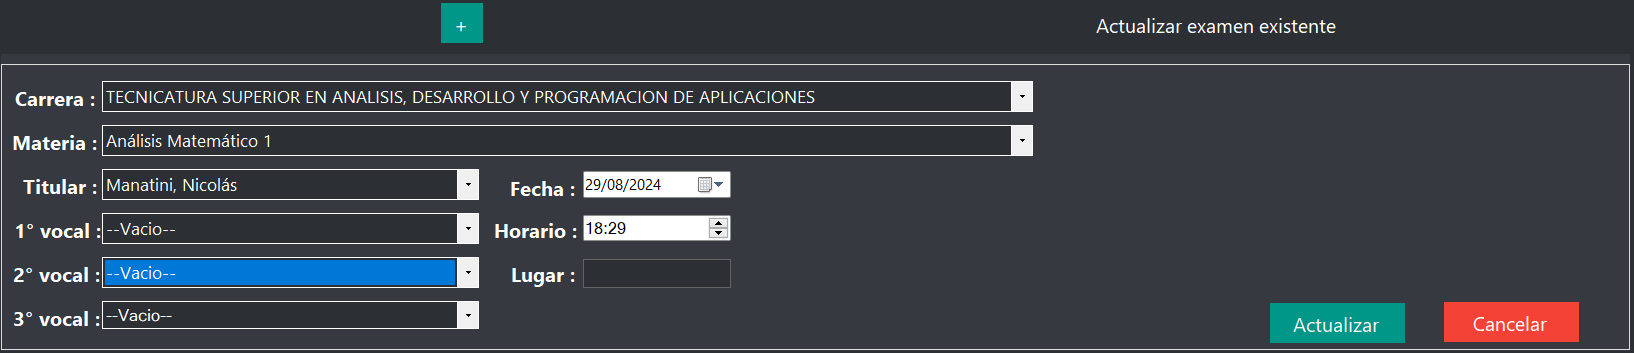 +
Actualizar examen existente
Carrera : TECNICATURA SUPERIOR EN ANALISIS, DESARROLLO Y PROGRAMACION DE APLICACIONES
Materia : Análisis Matemático 1
Titular : Manatini, Nicolás Fecha : 29/08/2024
1° vocal : --Vacio-- Horario : 18:29
2° vocal : --Vacio-- Lugar :
3° vocal : --Vacio--
Actualizar Cancelar